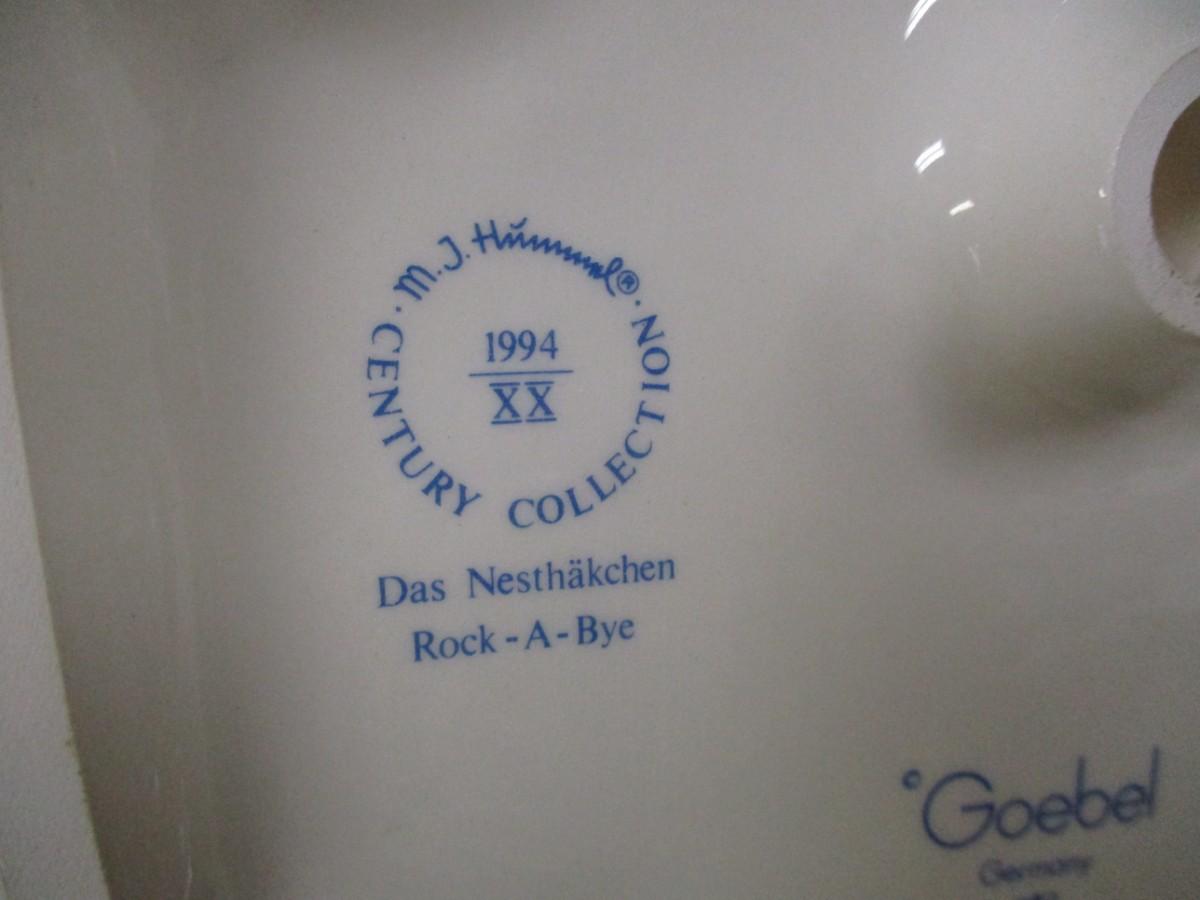 M.J. Hummel®
· CENTURY COLLECTION ·
1994
XX
Das Nesthäkchen
Rock-A-Bye
©Goebel
Germany